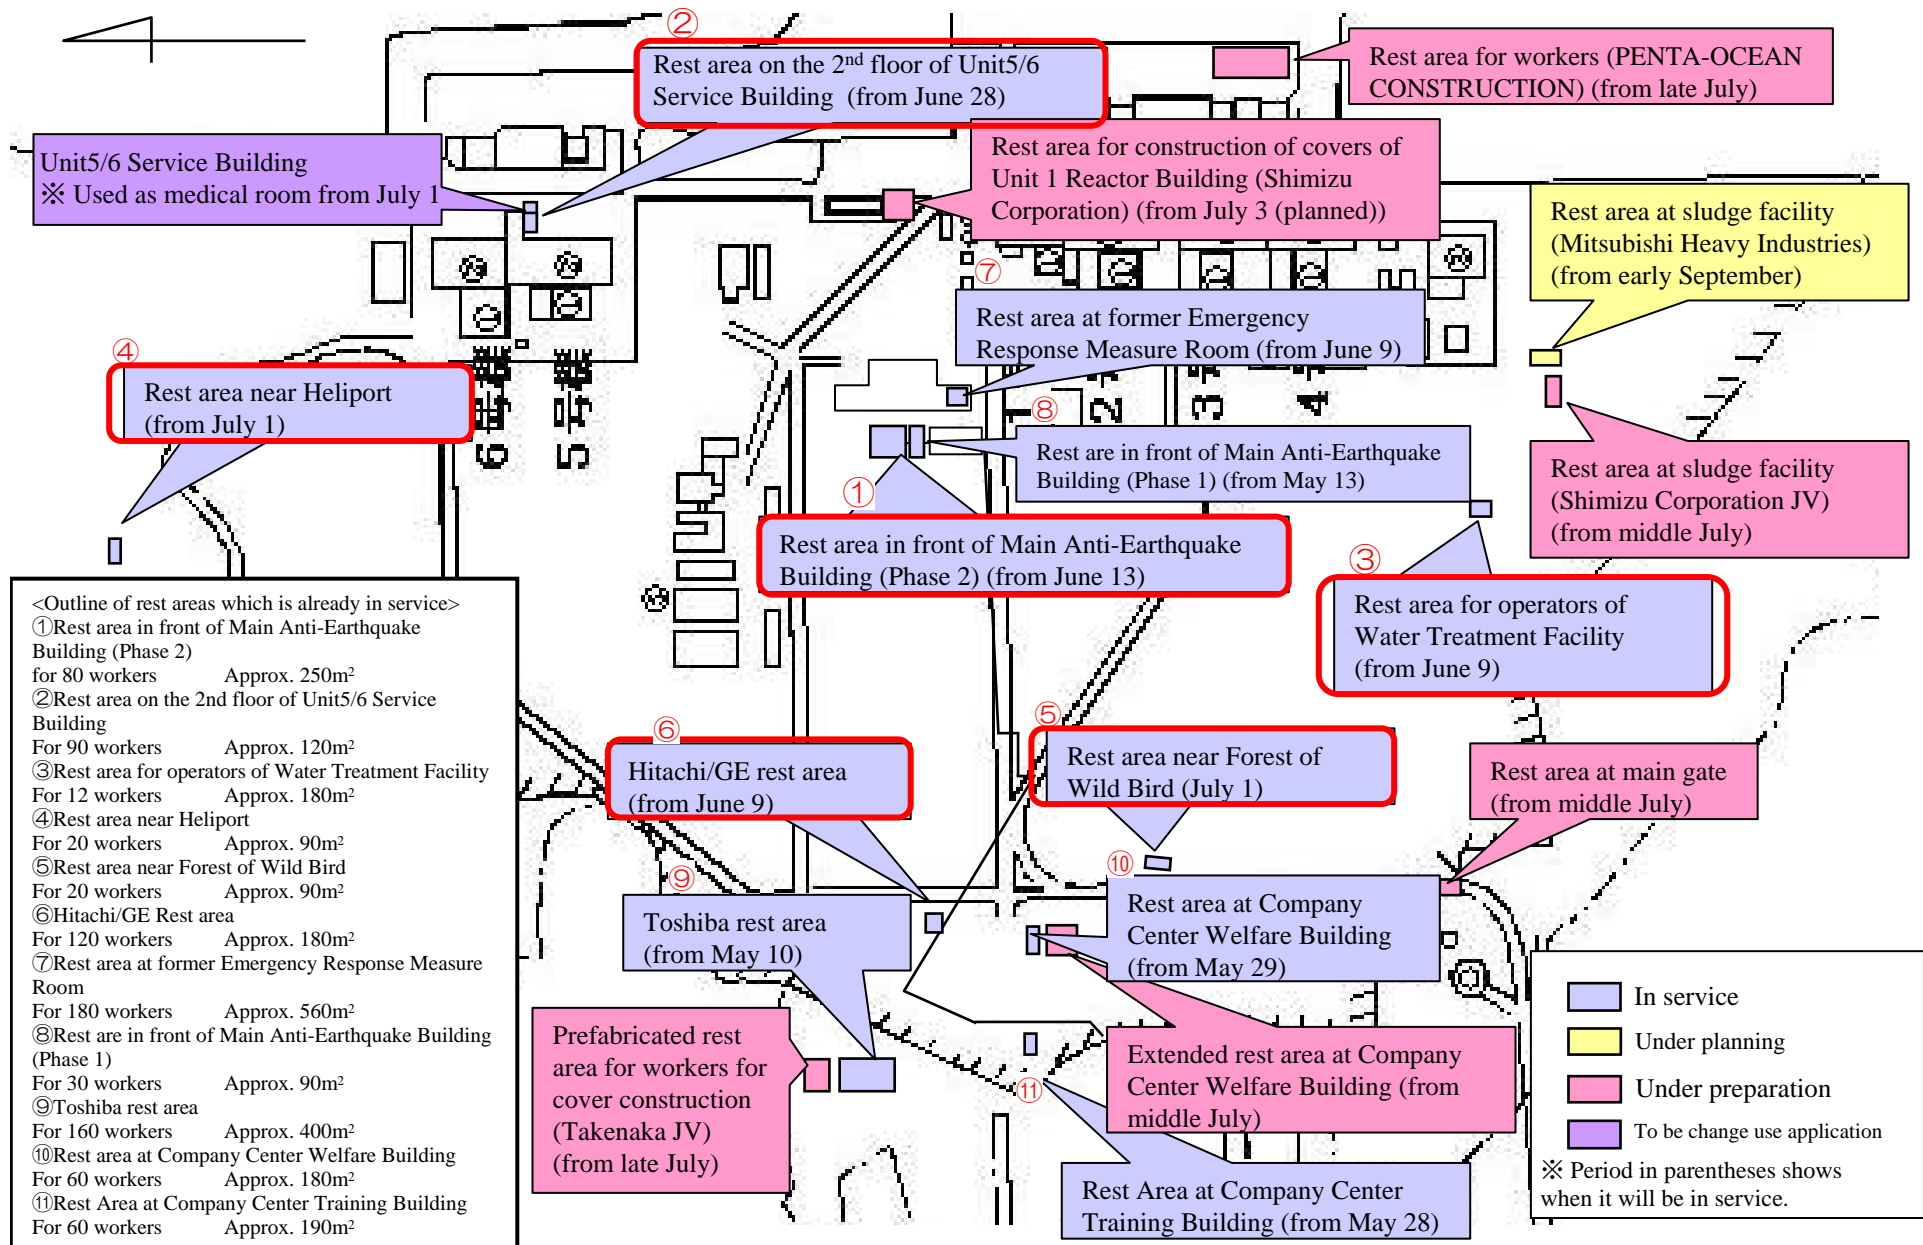 ②
Rest area on the 2nd floor of Unit5/6
Service Building (from June 28)
Rest area for workers (PENTA-OCEAN
CONSTRUCTION) (from late July)
Unit5/6 Service Building
※ Used as medical room from July 1
Rest area for construction of covers of
Unit 1 Reactor Building (Shimizu
Corporation) (from July 3 (planned))
Rest area at sludge facility
(Mitsubishi Heavy Industries)
(from early September)
⑦
Rest area at former Emergency
Response Measure Room (from June 9)
④
Rest area near Heliport
(from July 1)
⑧
Rest are in front of Main Anti-Earthquake
Building (Phase 1) (from May 13)
Rest area at sludge facility
(Shimizu Corporation JV)
(from middle July)
①
Rest area in front of Main Anti-Earthquake
Building (Phase 2) (from June 13)
③
Rest area for operators of
Water Treatment Facility
(from June 9)
<Outline of rest areas which is already in service>
①Rest area in front of Main Anti-Earthquake
Building (Phase 2)
for 80 workers Approx. 250m²
②Rest area on the 2nd floor of Unit5/6 Service
Building
For 90 workers Approx. 120m²
③Rest area for operators of Water Treatment Facility
For 12 workers Approx. 180m²
④Rest area near Heliport
For 20 workers Approx. 90m²
⑤Rest area near Forest of Wild Bird
For 20 workers Approx. 90m²
⑥Hitachi/GE Rest area
For 120 workers Approx. 180m²
⑦Rest area at former Emergency Response Measure
Room
For 180 workers Approx. 560m²
⑧Rest are in front of Main Anti-Earthquake Building
(Phase 1)
For 30 workers Approx. 90m²
⑨Toshiba rest area
For 160 workers Approx. 400m²
⑩Rest area at Company Center Welfare Building
For 60 workers Approx. 180m²
⑪Rest Area at Company Center Training Building
For 60 workers Approx. 190m²
⑥
Hitachi/GE rest area
(from June 9)
⑤
Rest area near Forest of
Wild Bird (July 1)
Rest area at main gate
(from middle July)
⑨
Toshiba rest area
(from May 10)
⑩
Rest area at Company
Center Welfare Building
(from May 29)
Prefabricated rest
area for workers for
cover construction
(Takenaka JV)
(from late July)
Extended rest area at Company
Center Welfare Building (from
middle July)
⑪
Rest Area at Company Center
Training Building (from May 28)
In service
Under planning
Under preparation
To be change use application
※ Period in parentheses shows
when it will be in service.